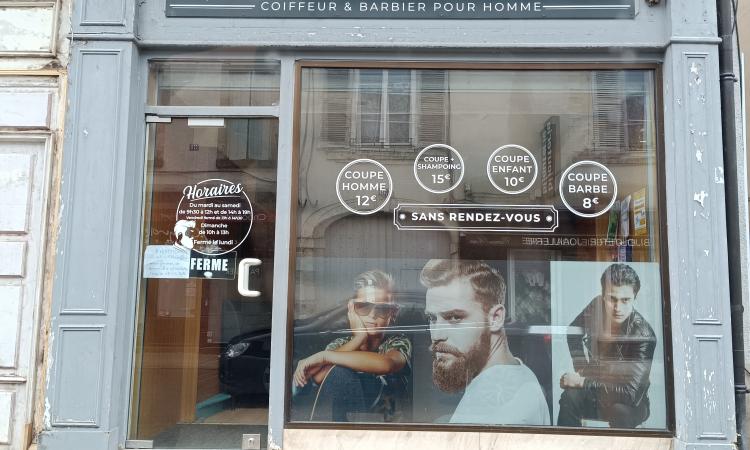 COIFFEUR & BARBIER POUR HOMME
COUPE
HOMME
12€
COUPE +
SHAMPOING
15€
COUPE
ENFANT
10€
COUPE
BARBE
8€
SANS RENDEZ-VOUS
Horaires
Du mardi au samedi
de 9h30 à 12h et de 14h à 19h
Dimanche
de 10h à 13h
Fermé le lundi
FERMÉ